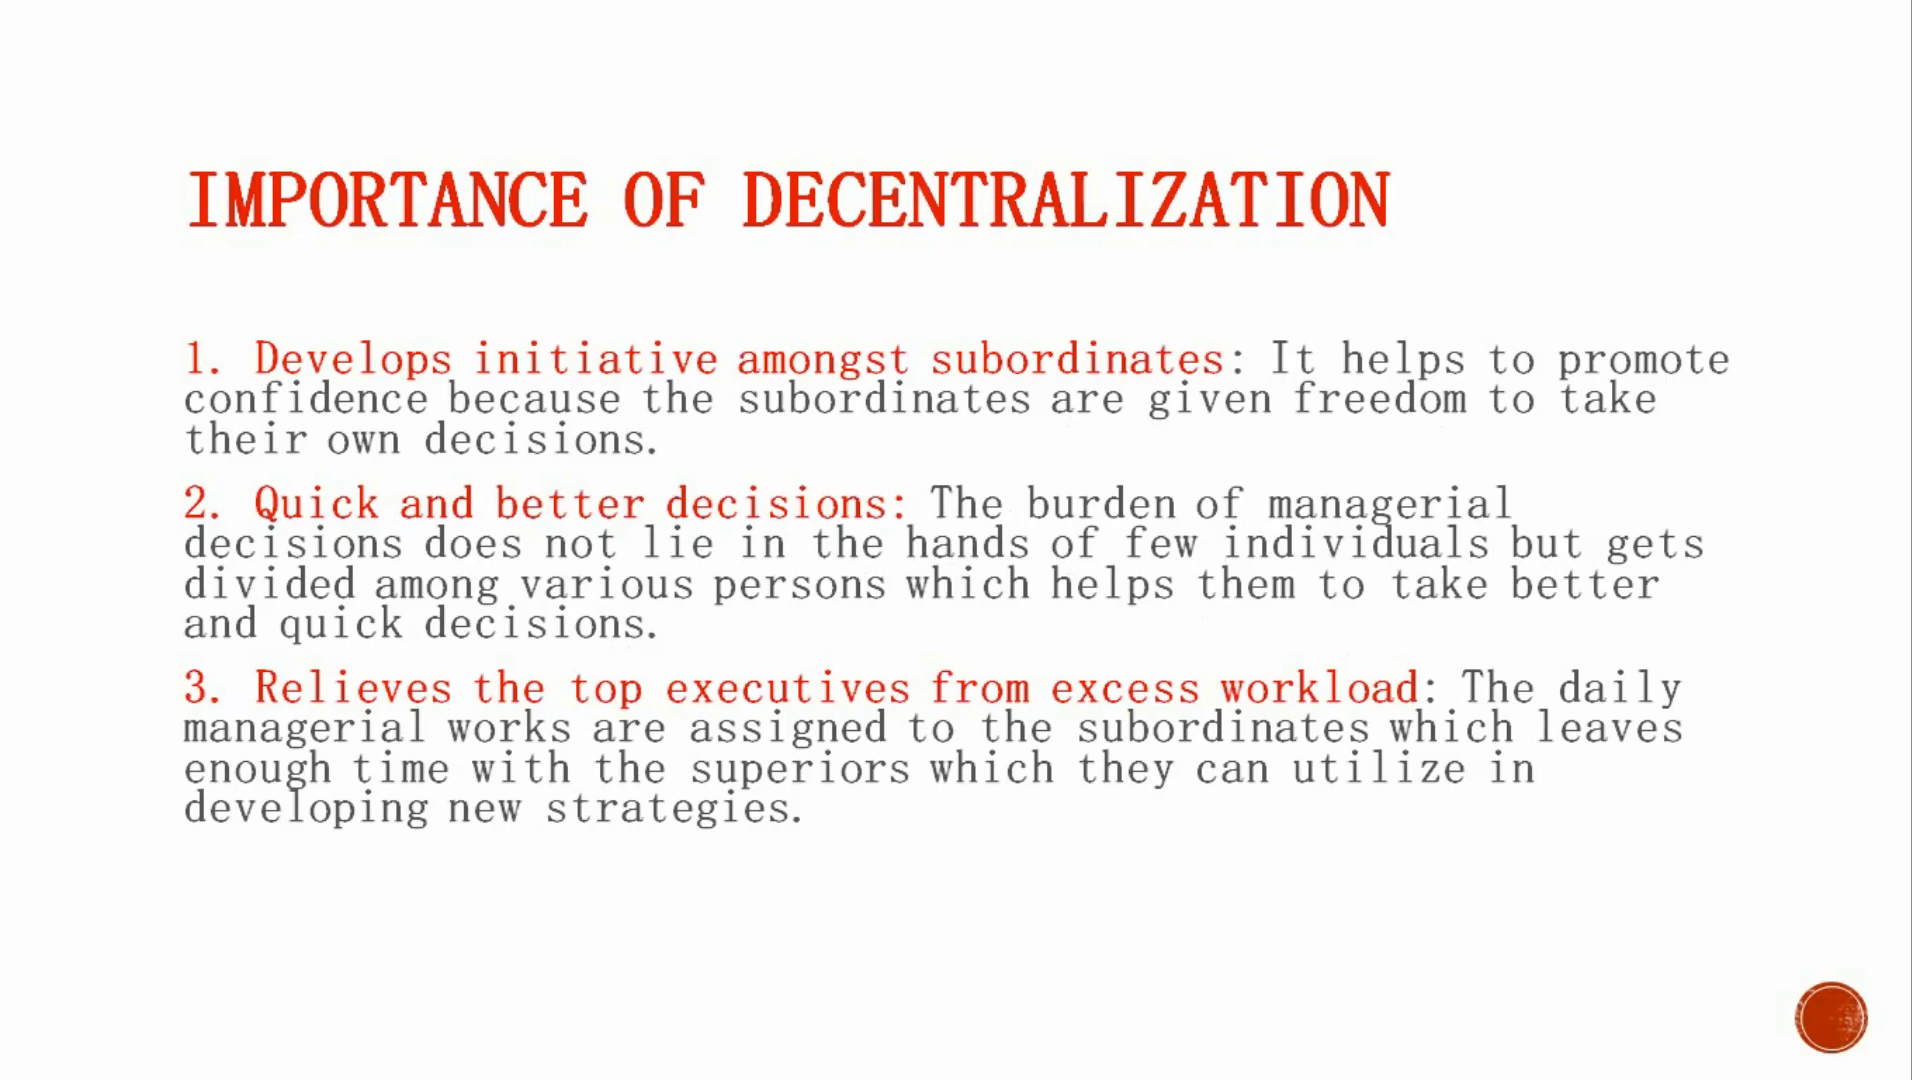 IMPORTANCE OF DECENTRALIZATION
1. Develops initiative amongst subordinates: It helps to promote
confidence because the subordinates are given freedom to take
their own decisions.
2. Quick and better decisions: The burden of managerial
decisions does not lie in the hands of few individuals but gets
divided among various persons which helps them to take better
and quick decisions.
3. Relieves the top executives from excess workload: The daily
managerial works are assigned to the subordinates which leaves
enough time with the superiors which they can utilize in
developing new strategies.